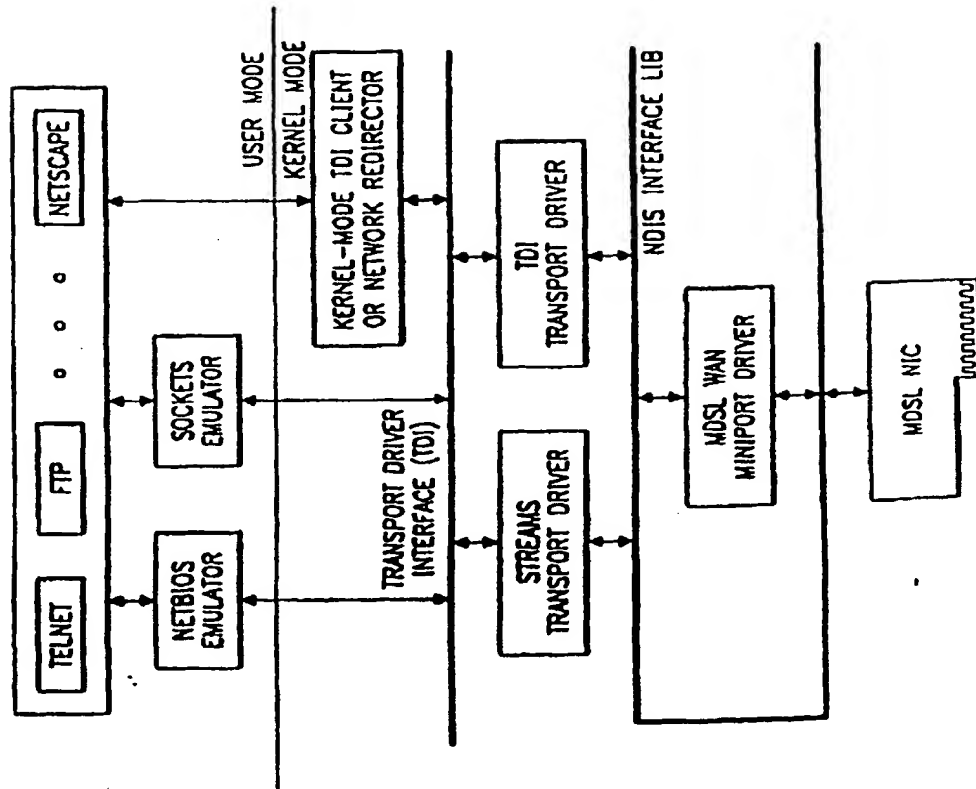 TELNET
FTP
NETSCAPE
NETBIOS
EMULATOR
SOCKETS
EMULATOR
USER MODE
KERNEL MODE
KERNEL-MODE TDI CLIENT
OR NETWORK REDIRECTOR
TRANSPORT DRIVER
INTERFACE (TDI)
STREAMS
TRANSPORT DRIVER
TDI
TRANSPORT DRIVER
NDIS INTERFACE LIB
MDSL WAN
MINIPORT DRIVER
MDSL NIC